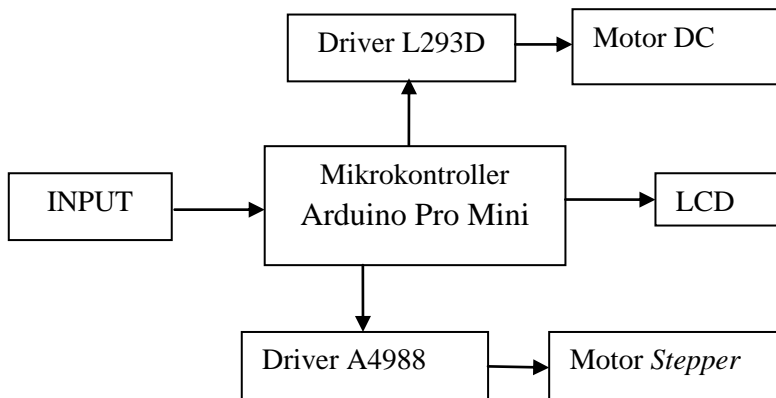 Driver L293D
Motor DC
INPUT
Mikrokontroller
Arduino Pro Mini
LCD
Driver A4988
Motor Stepper